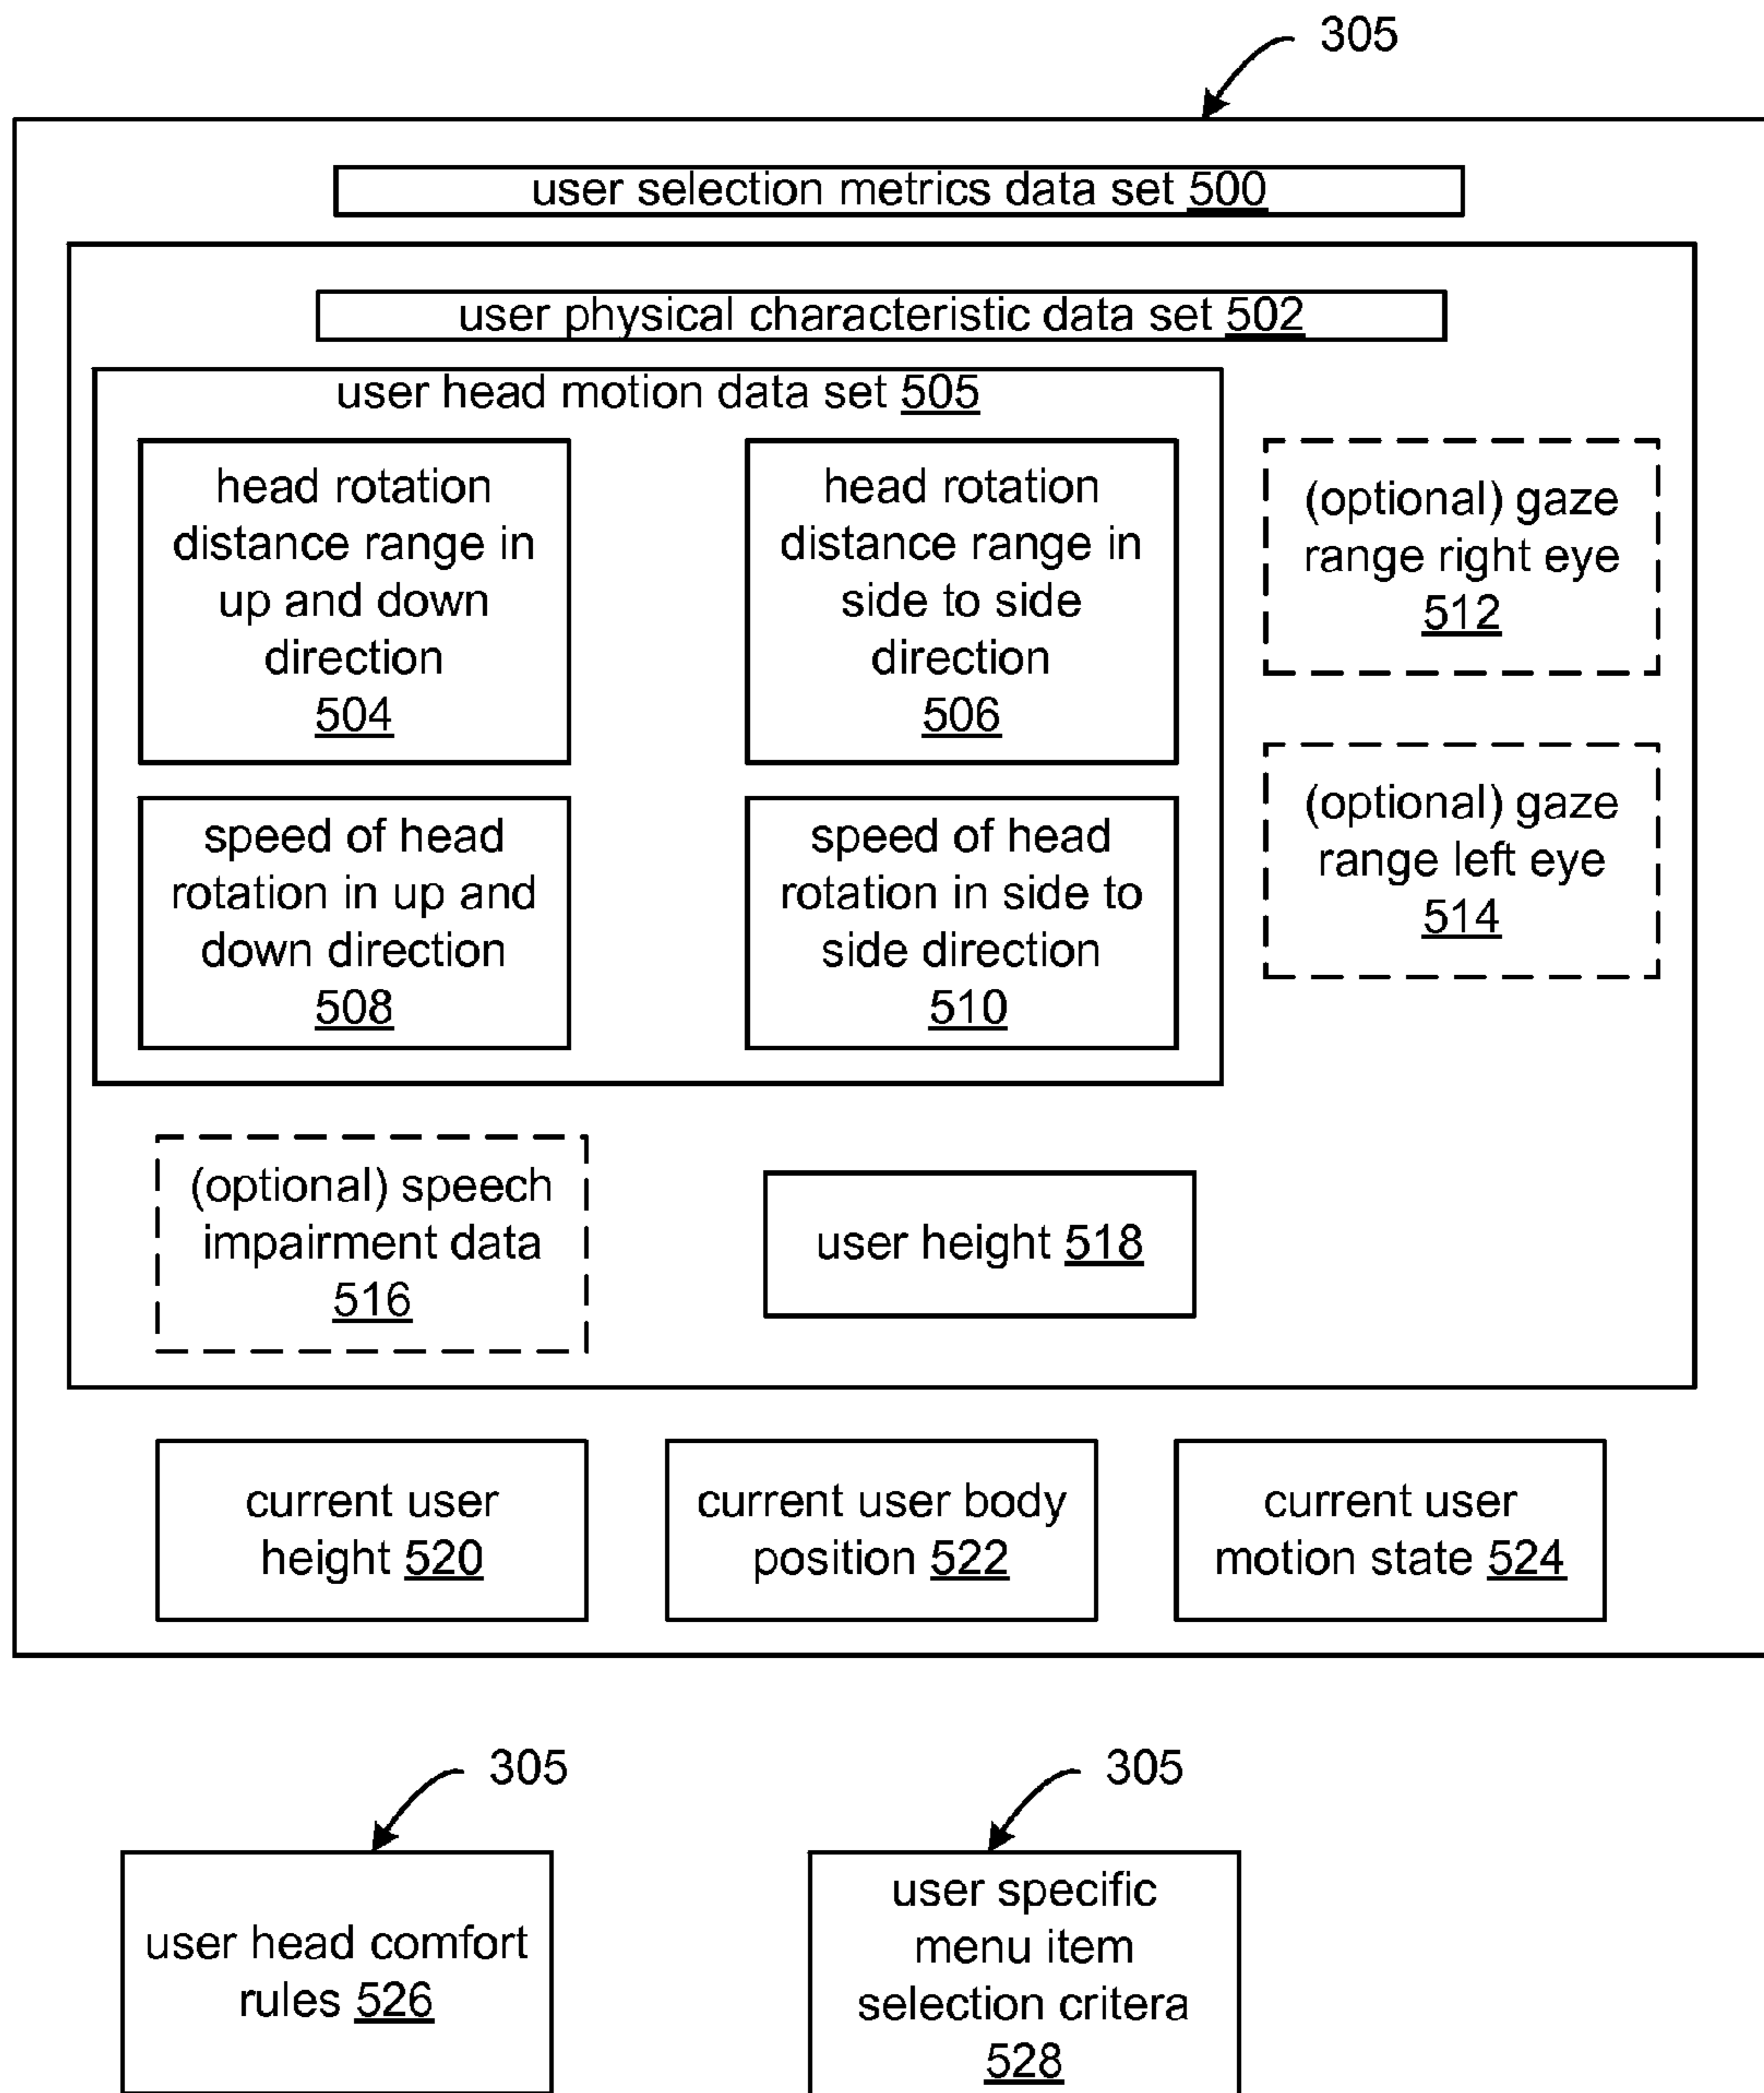 305
user selection metrics data set 500
user physical characteristic data set 502
user head motion data set 505
head rotation
distance range in
up and down
direction
504
head rotation
distance range in
side to side
direction
506
(optional) gaze
range right eye
512
speed of head
rotation in up and
down direction
508
speed of head
rotation in side to
side direction
510
(optional) gaze
range left eye
514
(optional) speech
impairment data
516
user height 518
current user
height 520
current user body
position 522
current user
motion state 524
305
user head comfort
rules 526
305
user specific
menu item
selection critera
528